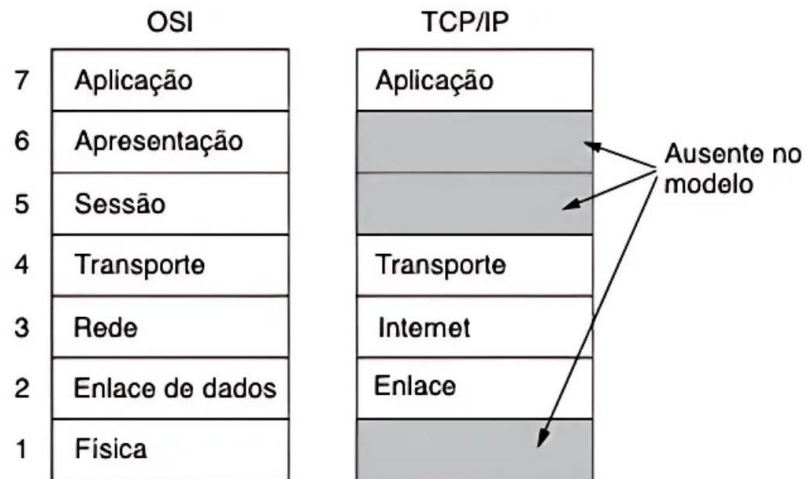 OSI
TCP/IP
7 Aplicação Aplicação
6 Apresentação
5 Sessão
Ausente no
modelo
4 Transporte Transporte
3 Rede Internet
2 Enlace de dados Enlace
1 Física